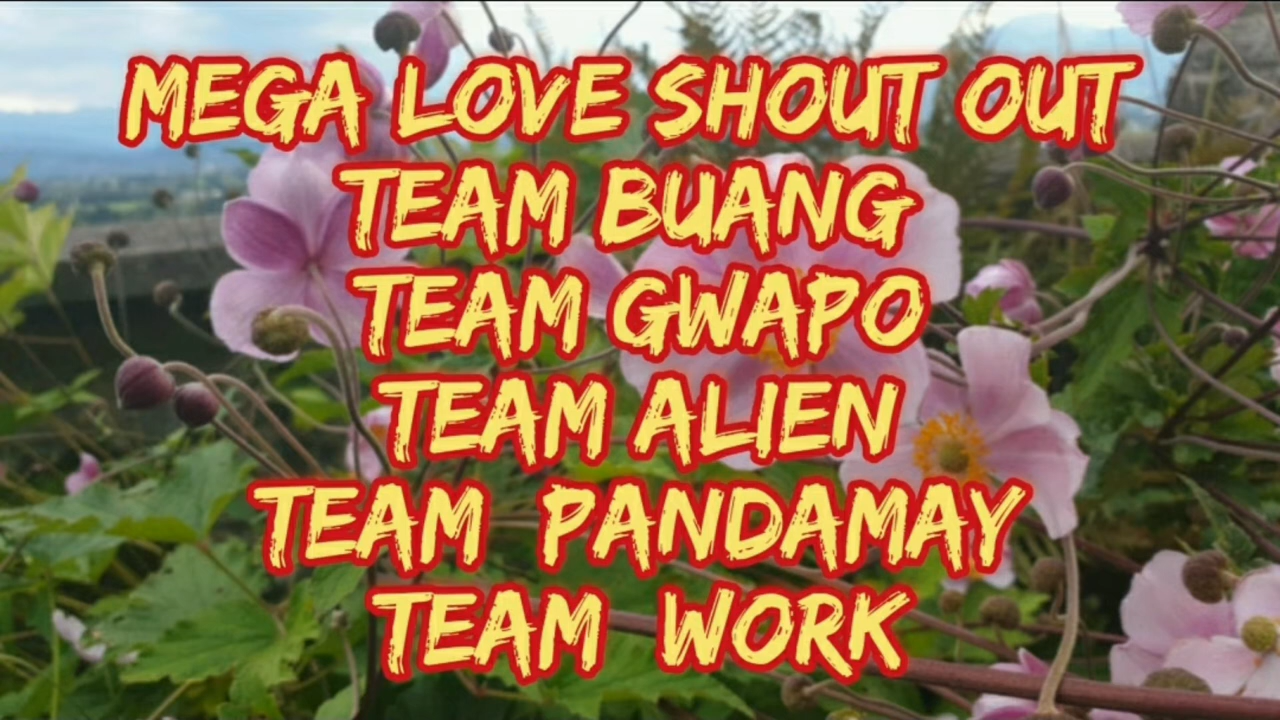 MEGA LOVE SHOUT OUT
TEAM BUANG
TEAM GWAPO
TEAM ALIEN
TEAM PANDAMAY
TEAM WORK